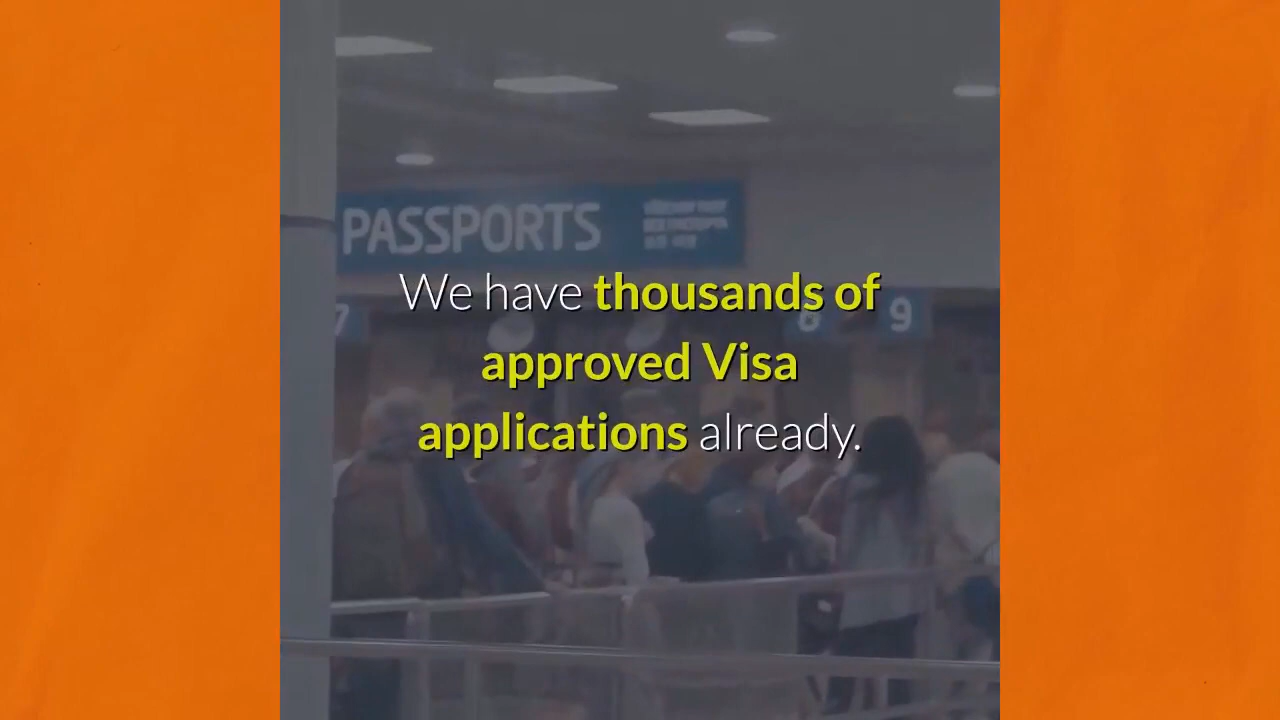 PASSPORTS
We have thousands of
7
8
9
approved Visa
applications already.